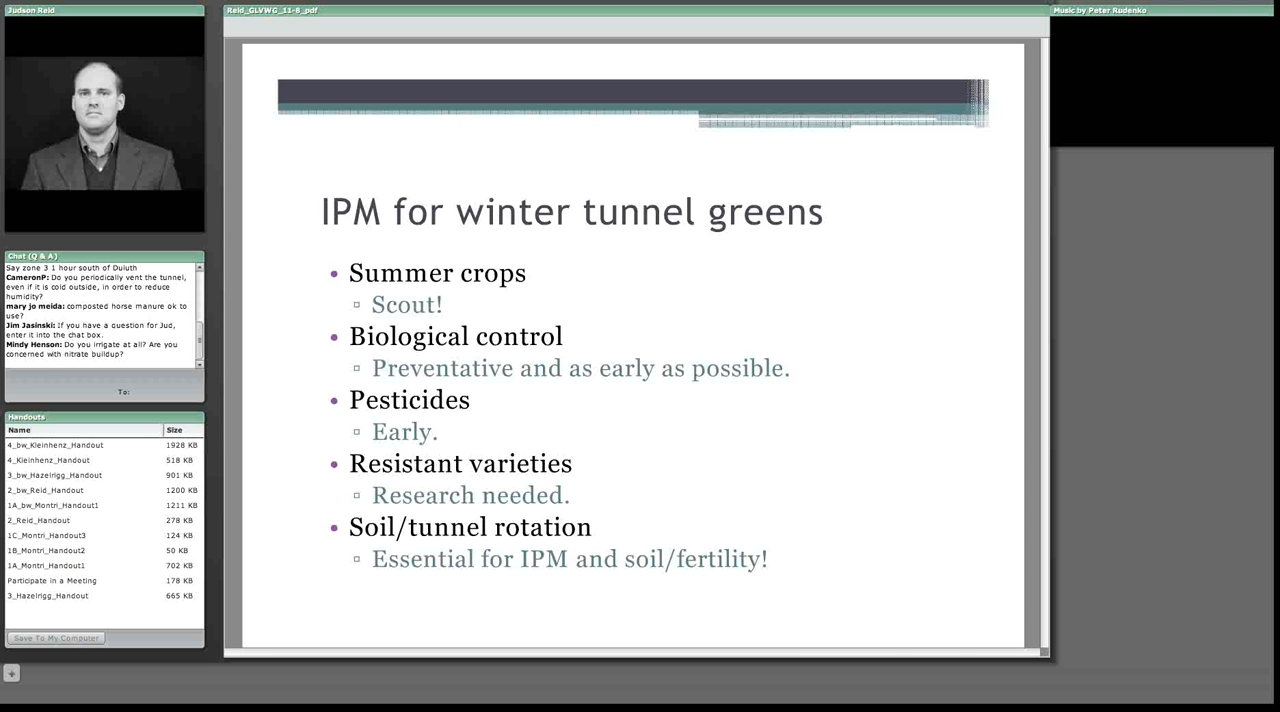 Judson Reid
Reid_GLVWG_11-8_pdf
Music by Peter Rudenko
IPM for winter tunnel greens
• Summer crops
▫ Scout!
• Biological control
▫ Preventative and as early as possible.
• Pesticides
▫ Early.
• Resistant varieties
▫ Research needed.
• Soil/tunnel rotation
▫ Essential for IPM and soil/fertility!
Chat (Q & A)
Say zone 3 1 hour south of Duluth
CameronP: Do you periodically vent the tunnel,
even if it is cold outside, in order to reduce
humidity?
mary jo meida: composted horse manure ok to
use?
Jim Jasinski: If you have a question for Jud,
enter it into the chat box.
Mindy Henson: Do you irrigate at all? Are you
concerned with nitrate buildup?
To:
Handouts
Name Size
4_bw_Kleinhenz_Handout 1928 KB
4_Kleinhenz_Handout 518 KB
3_bw_Hazelrigg_Handout 901 KB
2_bw_Reid_Handout 1200 KB
1A_bw_Montri_Handout1 1211 KB
2_Reid_Handout 278 KB
1C_Montri_Handout3 124 KB
1B_Montri_Handout2 50 KB
1A_Montri_Handout1 702 KB
Participate in a Meeting 178 KB
3_Hazelrigg_Handout 665 KB
Save To My Computer